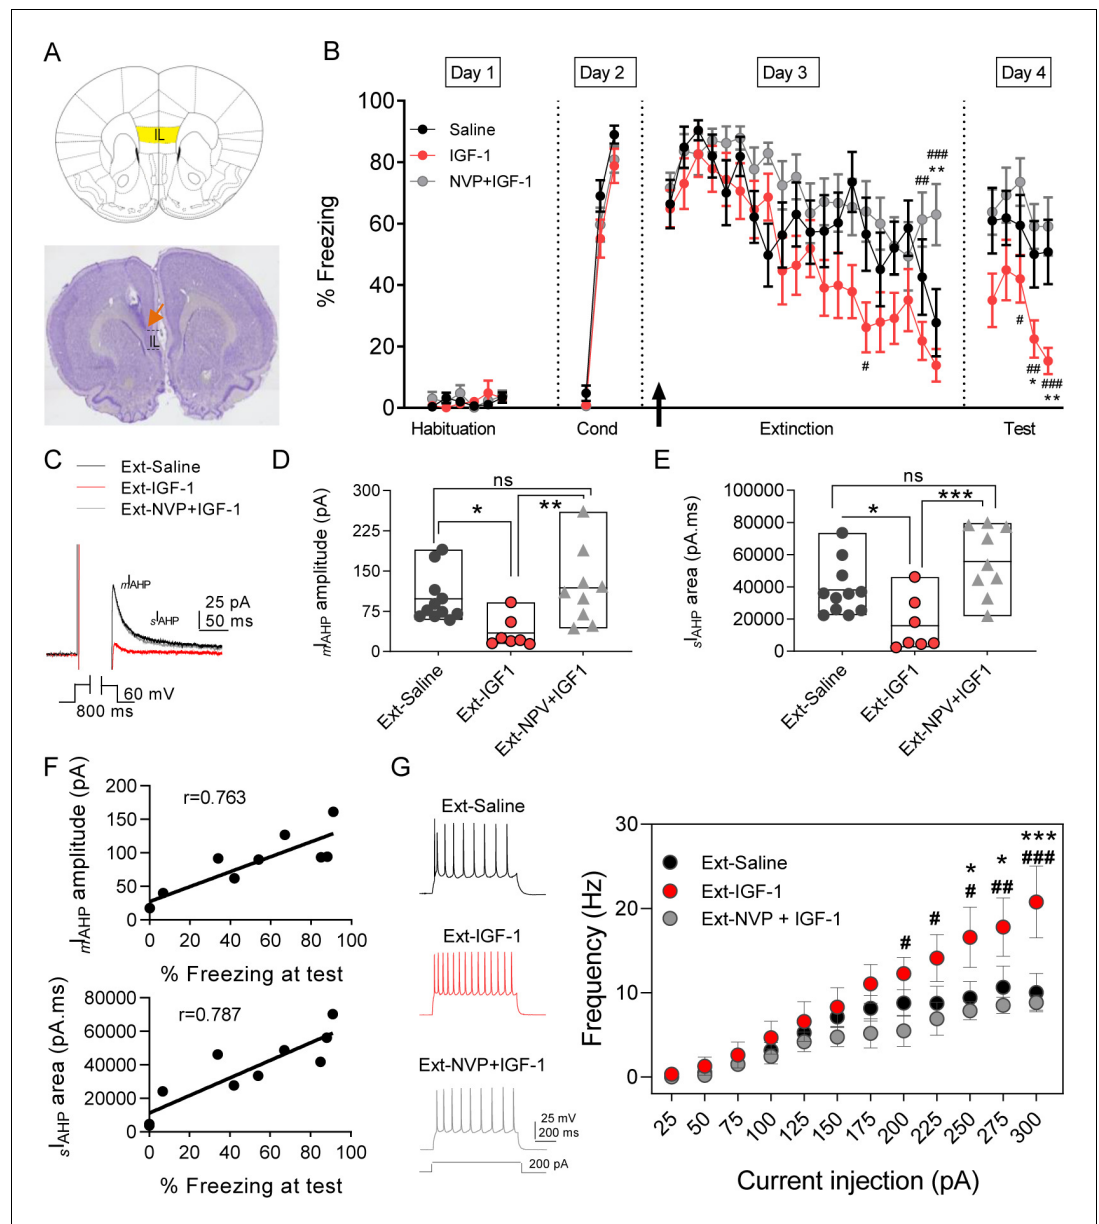 A
IL
IL
B
Day 1
Day 2
Day 3
Day 4
% Freezing
100
80
60
40
20
0
Saline
IGF-1
NVP+IGF-1
###
**
##
#
#
##
*
###
**
Habituation
Cond
Extinction
Test
C
Ext-Saline
Ext-IGF-1
Ext-NVP+IGF-1
mIAHP
sIAHP
25 pA
50 ms
60 mV
800 ms
D
mIAHP amplitude (pA)
300
225
150
75
0
ns
*
**
Ext-Saline
Ext-IGF1
Ext-NPV+IGF1
E
sIAHP area (pA.ms)
100000
80000
60000
40000
20000
0
ns
*
***
Ext-Saline
Ext-IGF1
Ext-NPV+IGF1
F
mIAHP amplitude (pA)
200
150
100
50
0
r=0.763
0 20 40 60 80 100
% Freezing at test
sIAHP area (pA.ms)
80000
60000
40000
20000
0
r=0.787
0 20 40 60 80 100
% Freezing at test
G
Ext-Saline
Ext-IGF-1
Ext-NVP+IGF-1
25 mV
200 ms
200 pA
Frequency (Hz)
30
20
10
0
Ext-Saline
Ext-IGF-1
Ext-NVP + IGF-1
#
#
*
#
*
##
***
###
25 50 75 100 125 150 175 200 225 250 275 300
Current injection (pA)